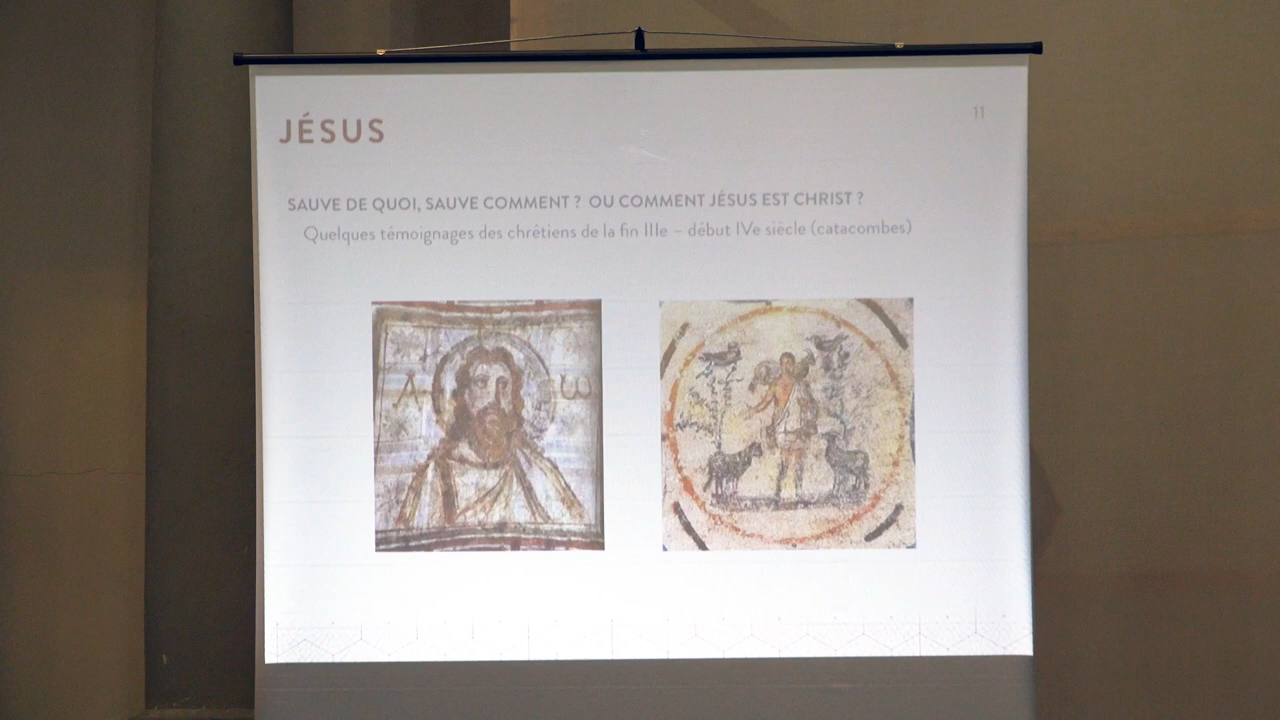 11
JÉSUS
SAUVE DE QUOI, SAUVE COMMENT ? OU COMMENT JÉSUS EST CHRIST ?
Quelques témoignages des chrétiens de la fin IIIe – début IVe siècle (catacombes)
A ω